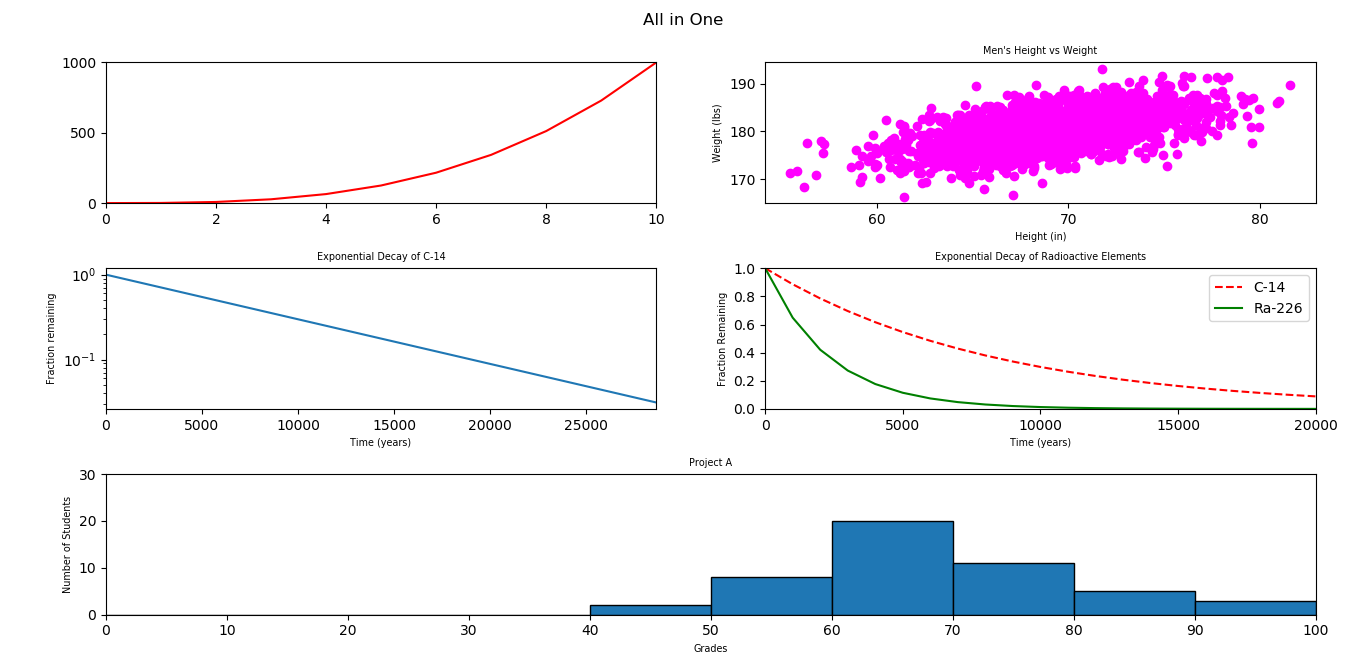 All in One
1000
500
0
0 2 4 6 8 10
Men's Height vs Weight
Weight (lbs)
190
180
170
60 70 80
Height (in)
Exponential Decay of C-14
Fraction remaining
10⁰
10⁻¹
0 5000 10000 15000 20000 25000
Time (years)
Exponential Decay of Radioactive Elements
Fraction Remaining
1.0
0.8
0.6
0.4
0.2
0.0
C-14
Ra-226
0 5000 10000 15000 20000
Time (years)
Project A
Number of Students
30
20
10
0
0 10 20 30 40 50 60 70 80 90 100
Grades